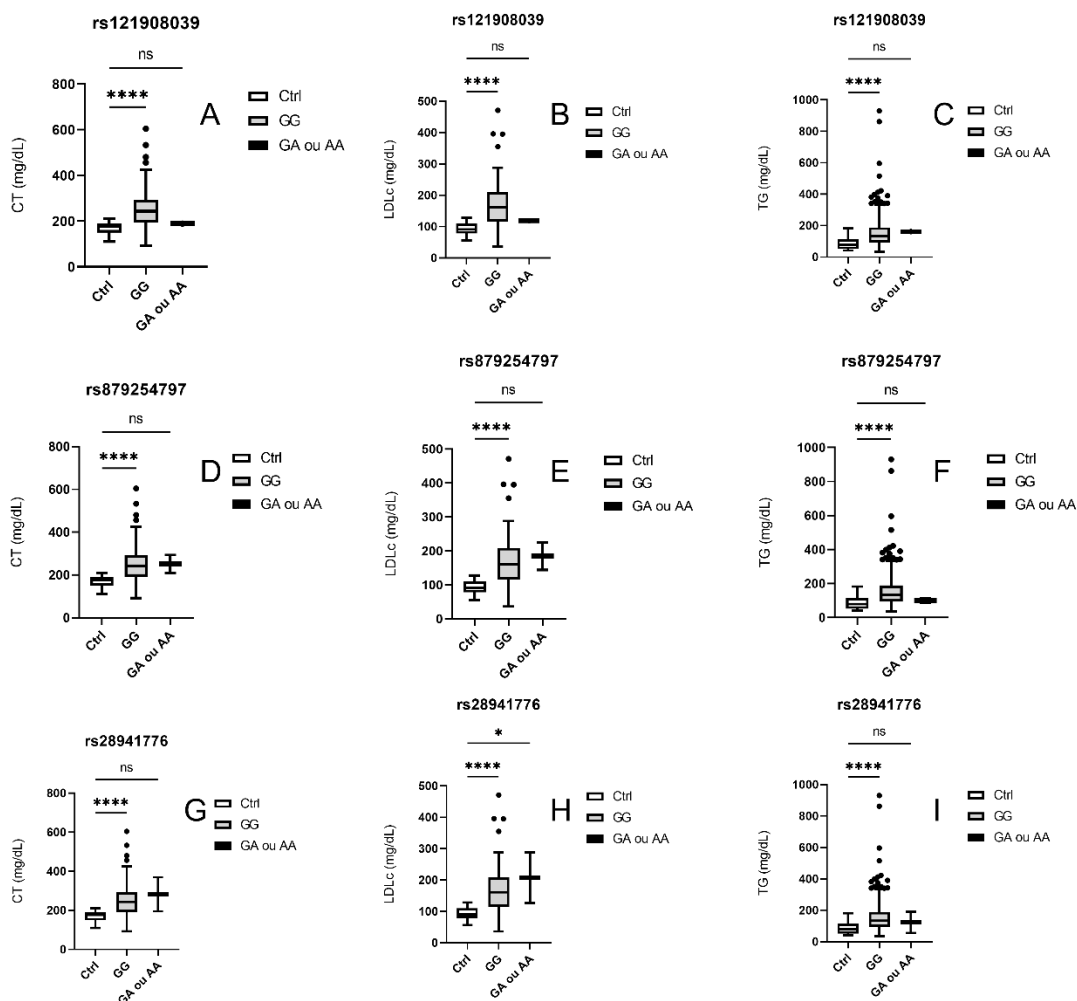 rs121908039
ns
****
Ctrl
GG
GA ou AA
A
CT (mg/dL)
800
600
400
200
0
Ctrl
GG
GA ou AA
rs121908039
ns
****
Ctrl
GG
GA ou AA
B
LDLc (mg/dL)
500
400
300
200
100
0
Ctrl
GG
GA ou AA
rs121908039
ns
****
Ctrl
GG
GA ou AA
C
TG (mg/dL)
1000
800
600
400
200
0
Ctrl
GG
GA ou AA
rs879254797
ns
****
Ctrl
GG
GA ou AA
D
CT (mg/dL)
800
600
400
200
0
Ctrl
GG
GA ou AA
rs879254797
ns
****
Ctrl
GG
GA ou AA
E
LDLc (mg/dL)
500
400
300
200
100
0
Ctrl
GG
GA ou AA
rs879254797
ns
****
Ctrl
GG
GA ou AA
F
TG (mg/dL)
1000
800
600
400
200
0
Ctrl
GG
GA ou AA
rs28941776
ns
****
Ctrl
GG
GA ou AA
G
CT (mg/dL)
800
600
400
200
0
Ctrl
GG
GA ou AA
rs28941776
*
****
Ctrl
GG
GA ou AA
H
LDLc (mg/dL)
500
400
300
200
100
0
Ctrl
GG
GA ou AA
rs28941776
ns
****
Ctrl
GG
GA ou AA
I
TG (mg/dL)
1000
800
600
400
200
0
Ctrl
GG
GA ou AA